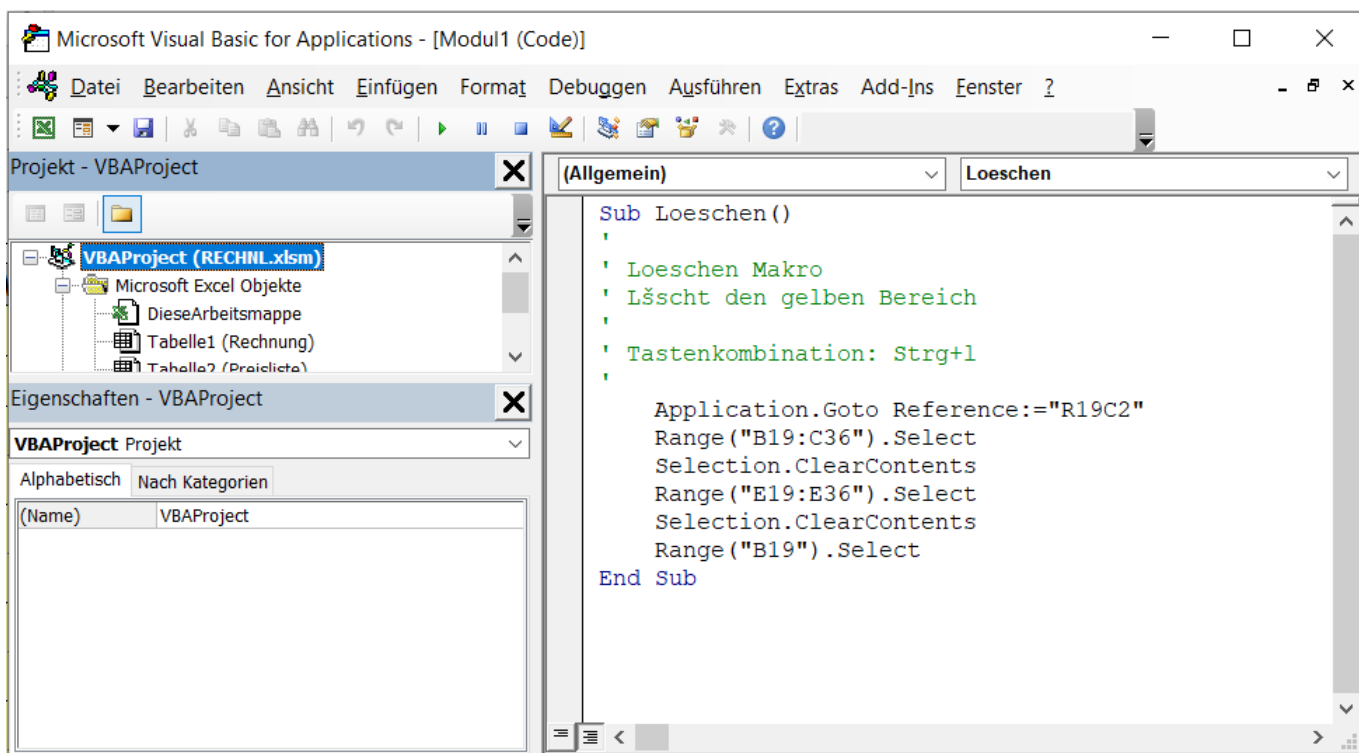 Microsoft Visual Basic for Applications - [Modul1 (Code)]
Datei Bearbeiten Ansicht Einfügen Format Debuggen Ausführen Extras Add-Ins Fenster ?
Projekt - VBAProject
VBAProject (RECHNL.xlsm)
Microsoft Excel Objekte
DieseArbeitsmappe
Tabelle1 (Rechnung)
Tabelle2 (Preisliste)
Eigenschaften - VBAProject
VBAProject Projekt
Alphabetisch Nach Kategorien
(Name) VBAProject
(Allgemein) Loeschen
Sub Loeschen()
'
' Loeschen Makro
' Lšscht den gelben Bereich
'
' Tastenkombination: Strg+l
'
Application.Goto Reference:="R19C2"
Range("B19:C36").Select
Selection.ClearContents
Range("E19:E36").Select
Selection.ClearContents
Range("B19").Select
End Sub